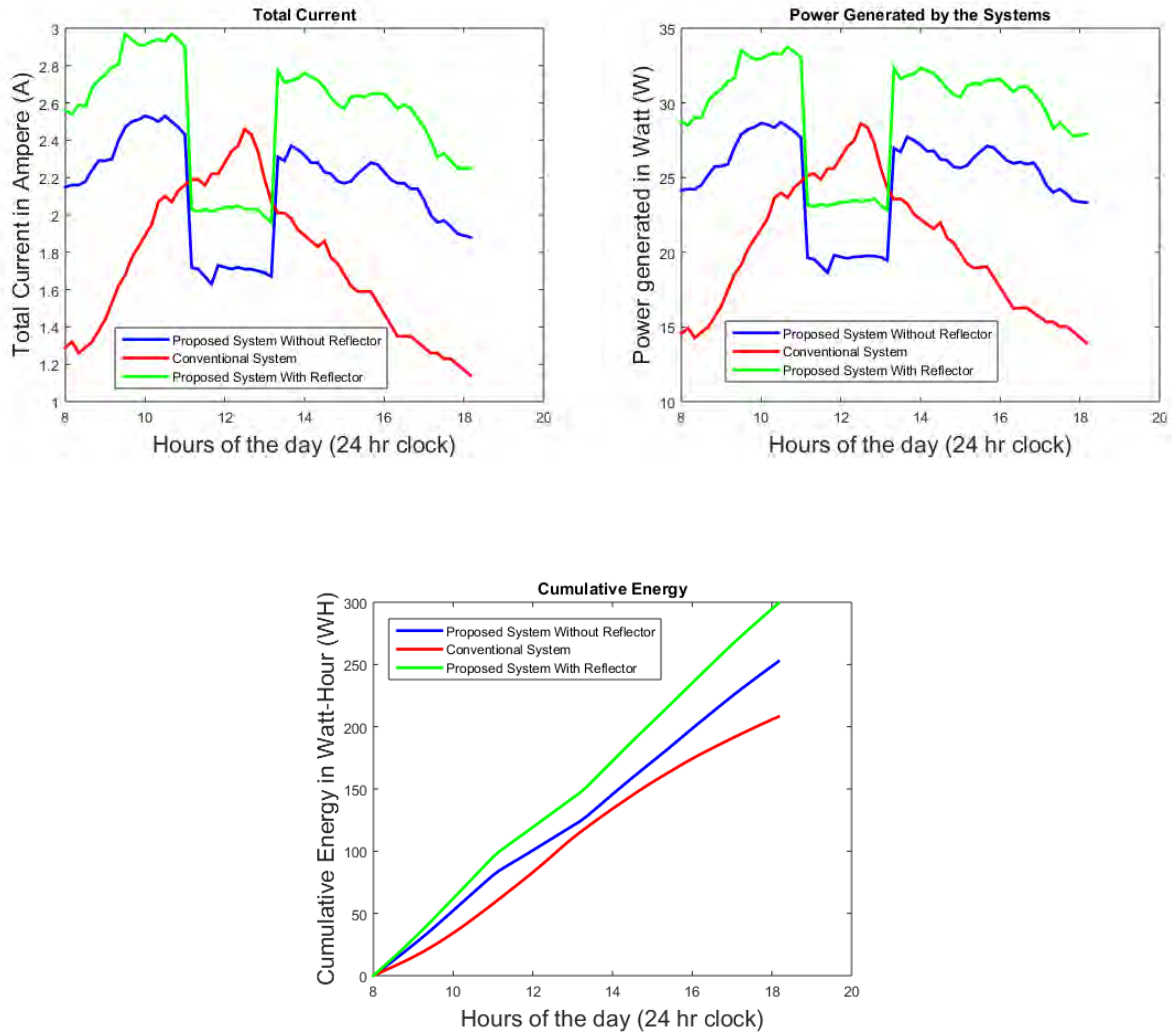 Total Current
Total Current in Ampere (A)
3
2.8
2.6
2.4
2.2
2
1.8
1.6
1.4
1.2
1
Proposed System Without Reflector
Conventional System
Proposed System With Reflector
8
10
12
14
16
18
20
Hours of the day (24 hr clock)
Power Generated by the Systems
Power generated in Watt (W)
35
30
25
20
15
10
Proposed System Without Reflector
Conventional System
Proposed System With Reflector
8
10
12
14
16
18
20
Hours of the day (24 hr clock)
Cumulative Energy
Cumulative Energy in Watt-Hour (WH)
300
250
200
150
100
50
0
Proposed System Without Reflector
Conventional System
Proposed System With Reflector
8
10
12
14
16
18
20
Hours of the day (24 hr clock)